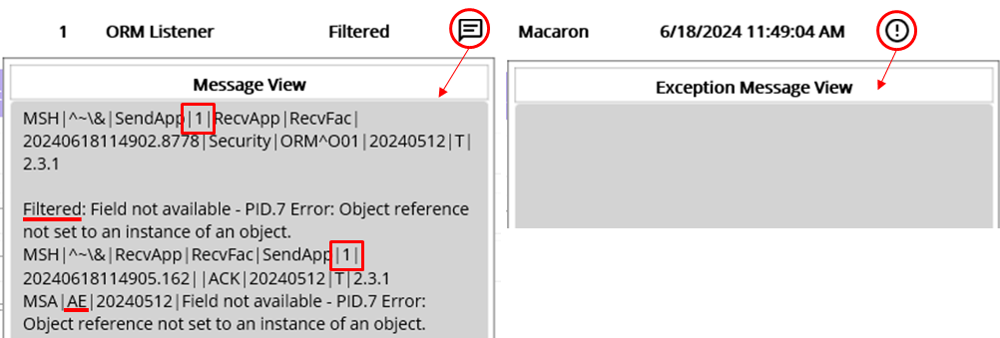 1 ORM Listener Filtered
Macaron 6/18/2024 11:49:04 AM
Message View
MSH|^~\&|SendApp|1|RecvApp|RecvFac|
20240618114902.8778|Security|ORM^O01|20240512|T|
2.3.1
Filtered: Field not available - PID.7 Error: Object reference
not set to an instance of an object.
MSH|^~\&|RecvApp|RecvFac|SendApp|1|
20240618114905.162||ACK|20240512|T|2.3.1
MSA|AE|20240512|Field not available - PID.7 Error:
Object reference not set to an instance of an object.
Exception Message View